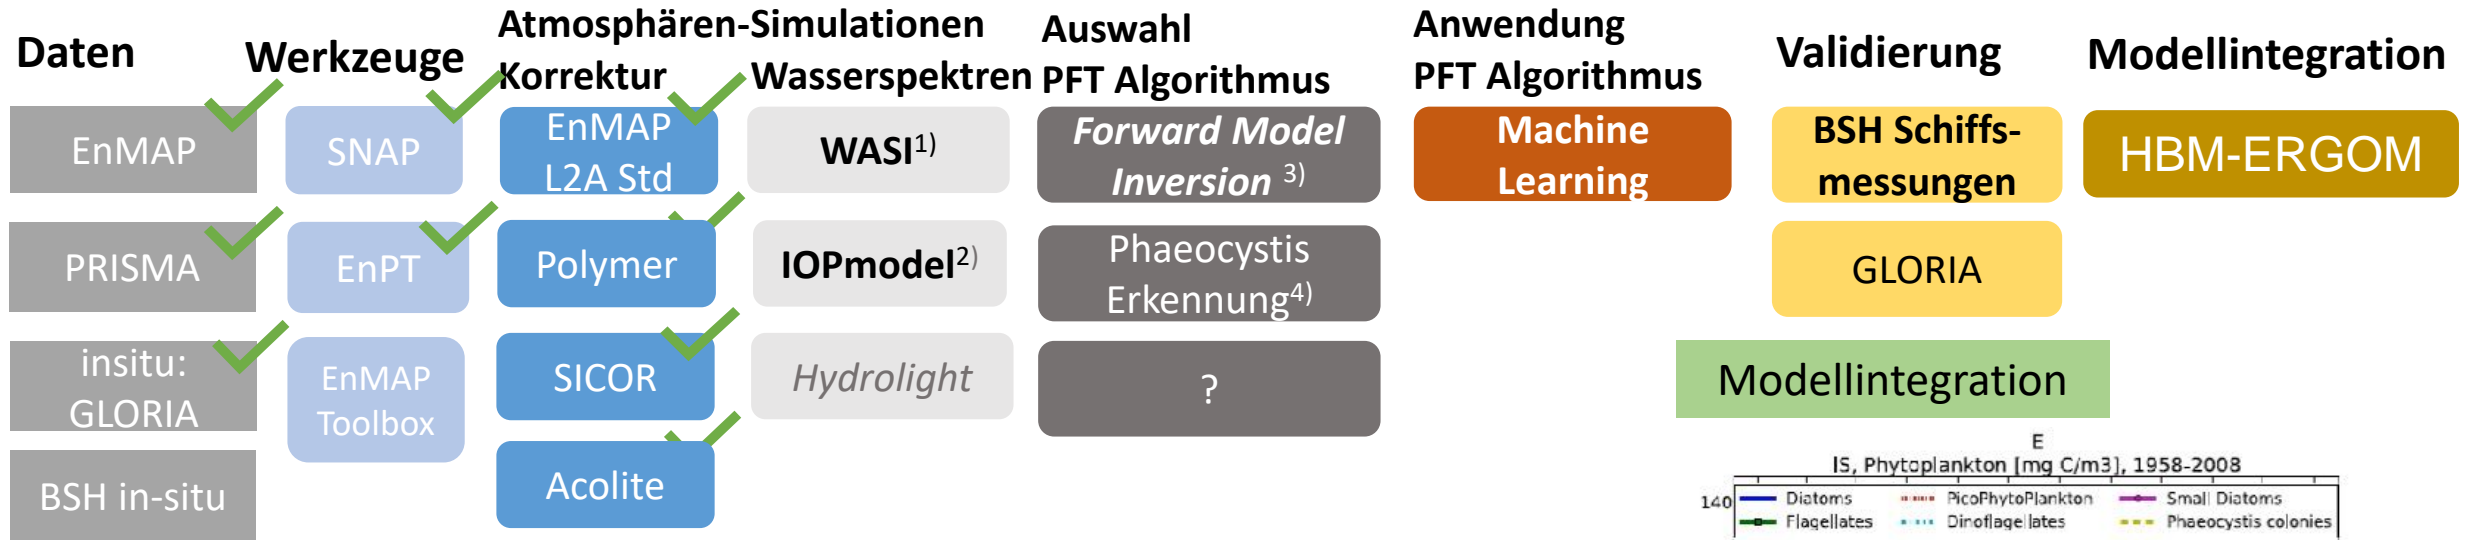 Daten
Werkzeuge
Atmosphären-
Korrektur
Simulationen
Wasserspektren
Auswahl
PFT Algorithmus
Anwendung
PFT Algorithmus
Validierung
Modellintegration
EnMAP
PRISMA
insitu:
GLORIA
BSH in-situ
SNAP
EnPT
EnMAP
Toolbox
EnMAP
L2A Std
Polymer
SICOR
Acolite
WASI1)
IOPmodel2)
Hydrolight
Forward Model
Inversion 3)
Phaeocystis
Erkennung4)
?
Machine
Learning
BSH Schiffs-
messungen
GLORIA
HBM-ERGOM
Modellintegration
E
IS, Phytoplankton [mg C/m3], 1958-2008
140
Diatoms
PicoPhytoPlankton
Small Diatoms
Flagellates
Dinoflagellates
Phaeocystis colonies